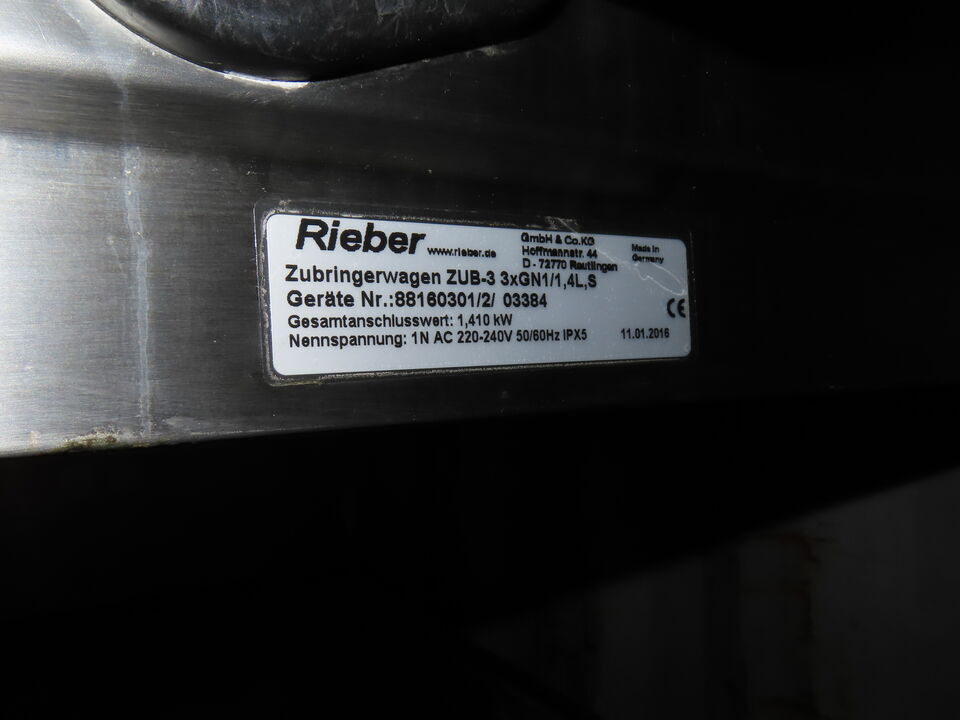 Rieber www.rieber.de
GmbH & Co.KG
Hoffmannstr. 44
D - 72770 Reutlingen
Made in
Germany
Zubringerwagen ZUB-3 3xGN1/1,4L,S
Geräte Nr.:88160301/2/ 03384
CE
Gesamtanschlusswert: 1,410 kW
Nennspannung: 1N AC 220-240V 50/60Hz IPX5 11.01.2016